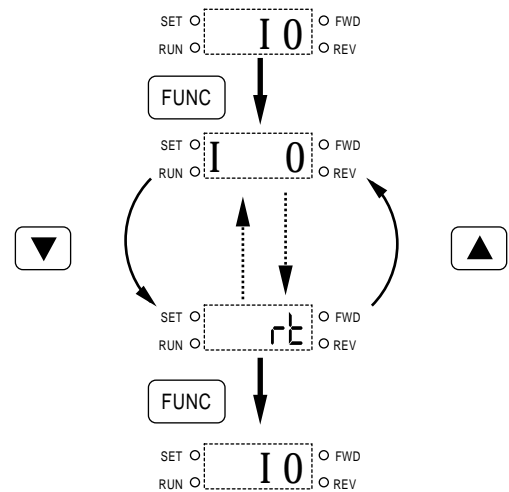 SET I 0 FWD
RUN REV
FUNC
SET I 0 FWD
RUN REV
▼ ▲
SET rt FWD
RUN REV
FUNC
SET I 0 FWD
RUN REV